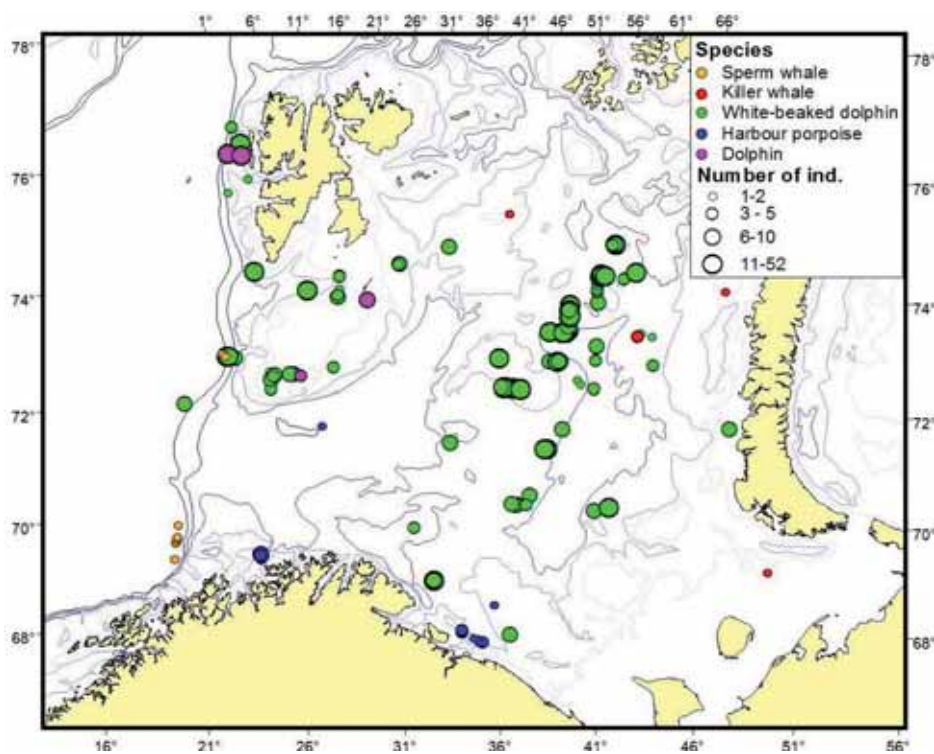 1° 6° 11° 16° 21° 26° 31° 36° 41° 46° 51° 56° 61° 66°
78° 78°
Species
Sperm whale
Killer whale
White-beaked dolphin
Harbour porpoise
Dolphin
Number of ind.
1-2
3 - 5
6-10
11-52
76° 76°
74° 74°
72° 72°
70° 70°
68° 68°
16° 21° 26° 31° 36° 41° 46° 51° 56°